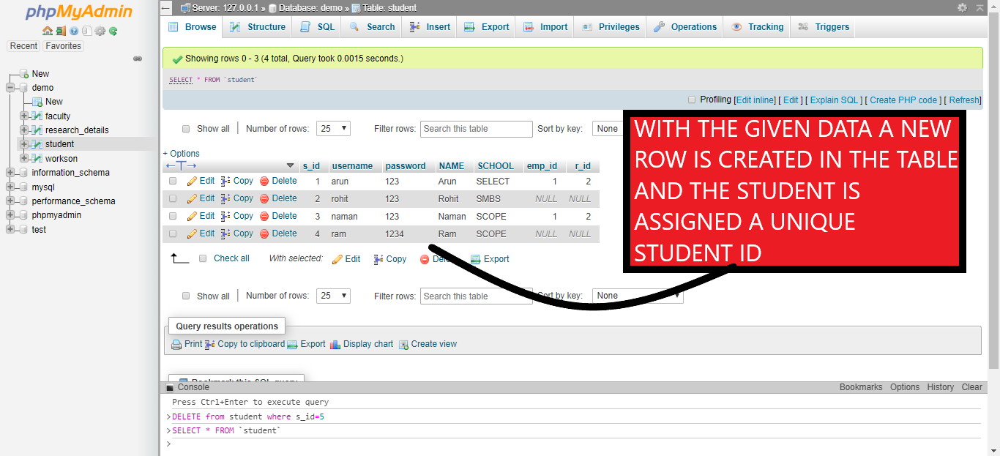 phpMyAdmin
Recent Favorites
New
demo
New
faculty
research_details
student
workson
information_schema
mysql
performance_schema
phpmyadmin
test
Server: 127.0.0.1 » Database: demo » Table: student
Browse Structure SQL Search Insert Export Import Privileges Operations Tracking Triggers
Showing rows 0 - 3 (4 total, Query took 0.0015 seconds.)
SELECT * FROM `student`
Profiling [Edit inline] [ Edit ] [ Explain SQL ] [ Create PHP code ] [ Refresh]
Show all Number of rows: 25 Filter rows: Search this table Sort by key: None
+ Options
s_id username password NAME SCHOOL emp_id r_id
Edit Copy Delete 1 arun 123 Arun SELECT 1 2
Edit Copy Delete 2 rohit 123 Rohit SMBS NULL NULL
Edit Copy Delete 3 naman 123 Naman SCOPE 1 2
Edit Copy Delete 4 ram 1234 Ram SCOPE NULL NULL
Check all With selected: Edit Copy Delete Export
WITH THE GIVEN DATA A NEW
ROW IS CREATED IN THE TABLE
AND THE STUDENT IS
ASSIGNED A UNIQUE
STUDENT ID
Show all Number of rows: 25 Filter rows: Search this table Sort by key: None
Query results operations
Print Copy to clipboard Export Display chart Create view
Bookmark this SQL query
Console Bookmarks Options History Clear
Press Ctrl+Enter to execute query
>DELETE from student where s_id=5
>SELECT * FROM `student`
>